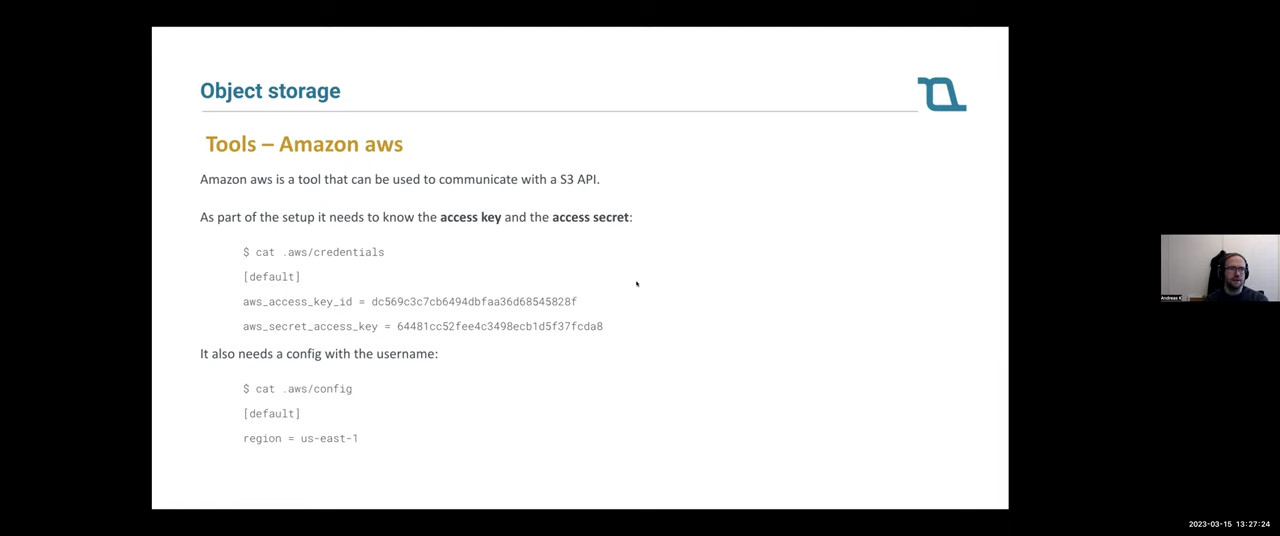 Object storage
Tools – Amazon aws
Amazon aws is a tool that can be used to communicate with a S3 API.
As part of the setup it needs to know the access key and the access secret:
$ cat .aws/credentials
[default]
aws_access_key_id = dc569c3c7cb6494dbfaa36d68545828f
aws_secret_access_key = 64481cc52fee4c3498ecb1d5f37fcda8
It also needs a config with the username:
$ cat .aws/config
[default]
region = us-east-1
Andreas K
2023-03-15 13:27:24